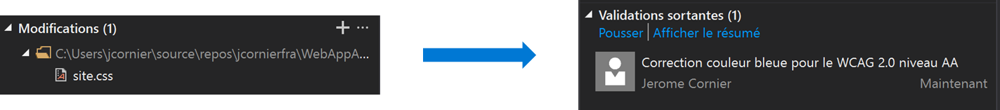 Modifications (1)
C:\Users\jcornier\source\repos\jcornierfra\WebAppA...
site.css
Validations sortantes (1)
Pousser | Afficher le résumé
Correction couleur bleue pour le WCAG 2.0 niveau AA
Jerome Cornier Maintenant